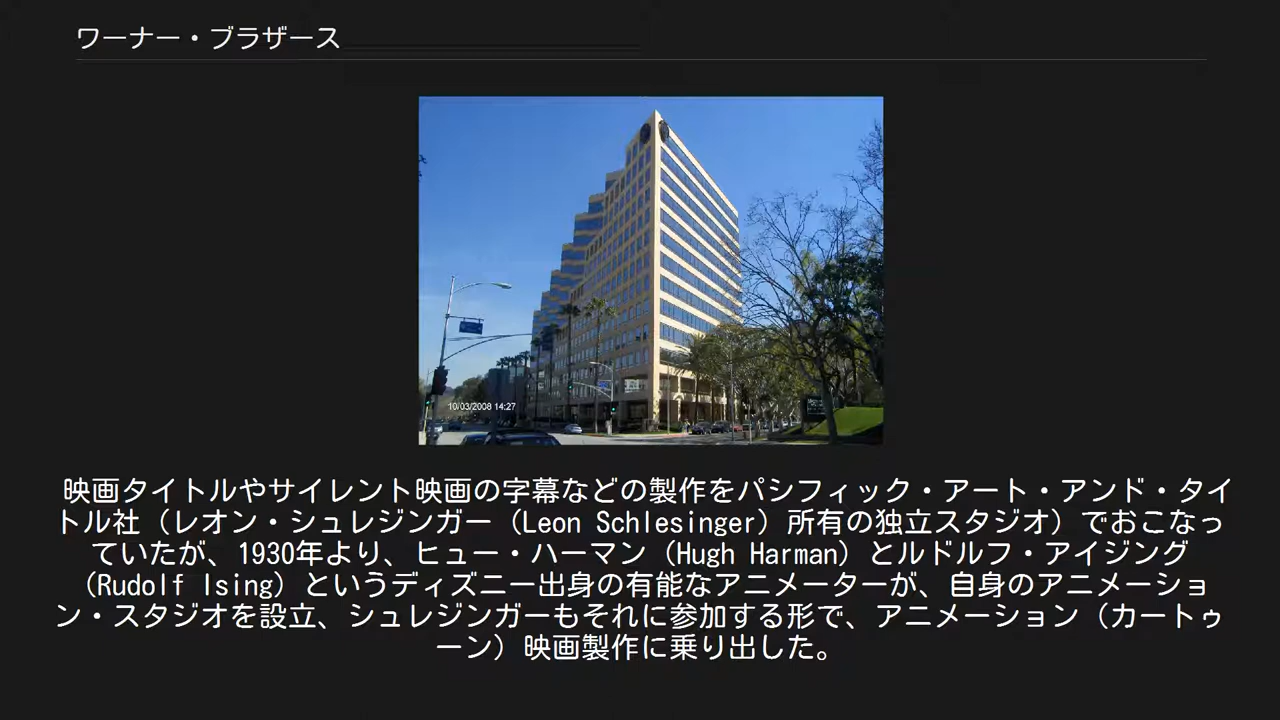 ワーナー・ブラザース
10/03/2008 14:27
映画タイトルやサイレント映画の字幕などの製作をパシフィック・アート・アンド・タイ
トル社（レオン・シュレジンガー（Leon Schlesinger）所有の独立スタジオ）でおこなっ
ていたが、1930年より、ヒュー・ハーマン（Hugh Harman）とルドルフ・アイジング
（Rudolf Ising）というディズニー出身の有能なアニメーターが、自身のアニメーショ
ン・スタジオを設立、シュレジンガーもそれに参加する形で、アニメーション（カートゥ
ーン）映画製作に乗り出した。